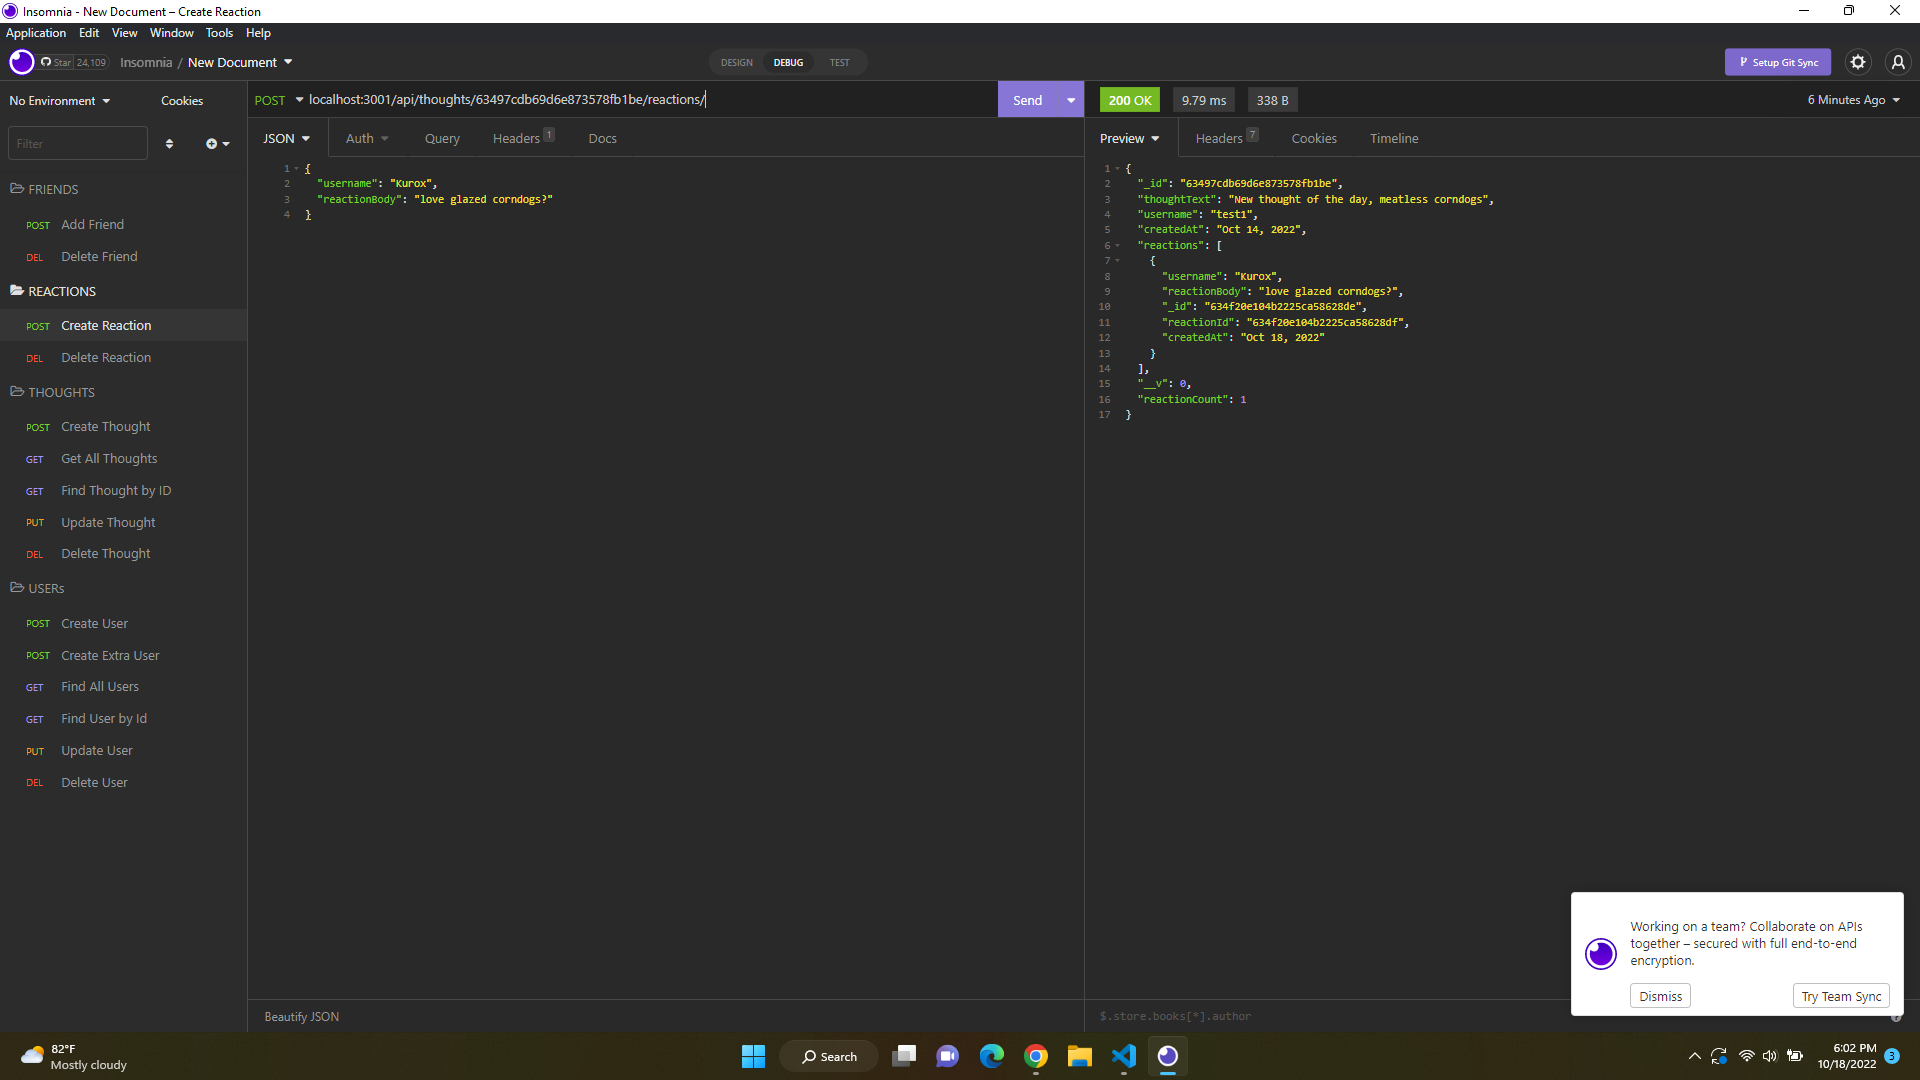 Insomnia - New Document – Create Reaction
Application Edit View Window Tools Help
Star 24,109 Insomnia / New Document
DESIGN DEBUG TEST
Setup Git Sync
No Environment Cookies
Filter
FRIENDS
POST Add Friend
DEL Delete Friend
REACTIONS
POST Create Reaction
DEL Delete Reaction
THOUGHTS
POST Create Thought
GET Get All Thoughts
GET Find Thought by ID
PUT Update Thought
DEL Delete Thought
USERs
POST Create User
POST Create Extra User
GET Find All Users
GET Find User by Id
PUT Update User
DEL Delete User
POST localhost:3001/api/thoughts/63497cdb69d6e873578fb1be/reactions/ Send
JSON Auth Query Headers 1 Docs
1 {
2 "username": "Kurox",
3 "reactionBody": "love glazed corndogs?"
4 }
Beautify JSON
200 OK 9.79 ms 338 B 6 Minutes Ago
Preview Headers 7 Cookies Timeline
1 {
2 "_id": "63497cdb69d6e873578fb1be",
3 "thoughtText": "New thought of the day, meatless corndogs",
4 "username": "test1",
5 "createdAt": "Oct 14, 2022",
6 "reactions": [
7 {
8 "username": "Kurox",
9 "reactionBody": "love glazed corndogs?",
10 "_id": "634f20e104b2225ca58628de",
11 "reactionId": "634f20e104b2225ca58628df",
12 "createdAt": "Oct 18, 2022"
13 }
14 ],
15 "__v": 0,
16 "reactionCount": 1
17 }
$.store.books[*].author
Working on a team? Collaborate on APIs
together – secured with full end-to-end
encryption.
Dismiss Try Team Sync
82°F
Mostly cloudy
Search
6:02 PM
10/18/2022
3